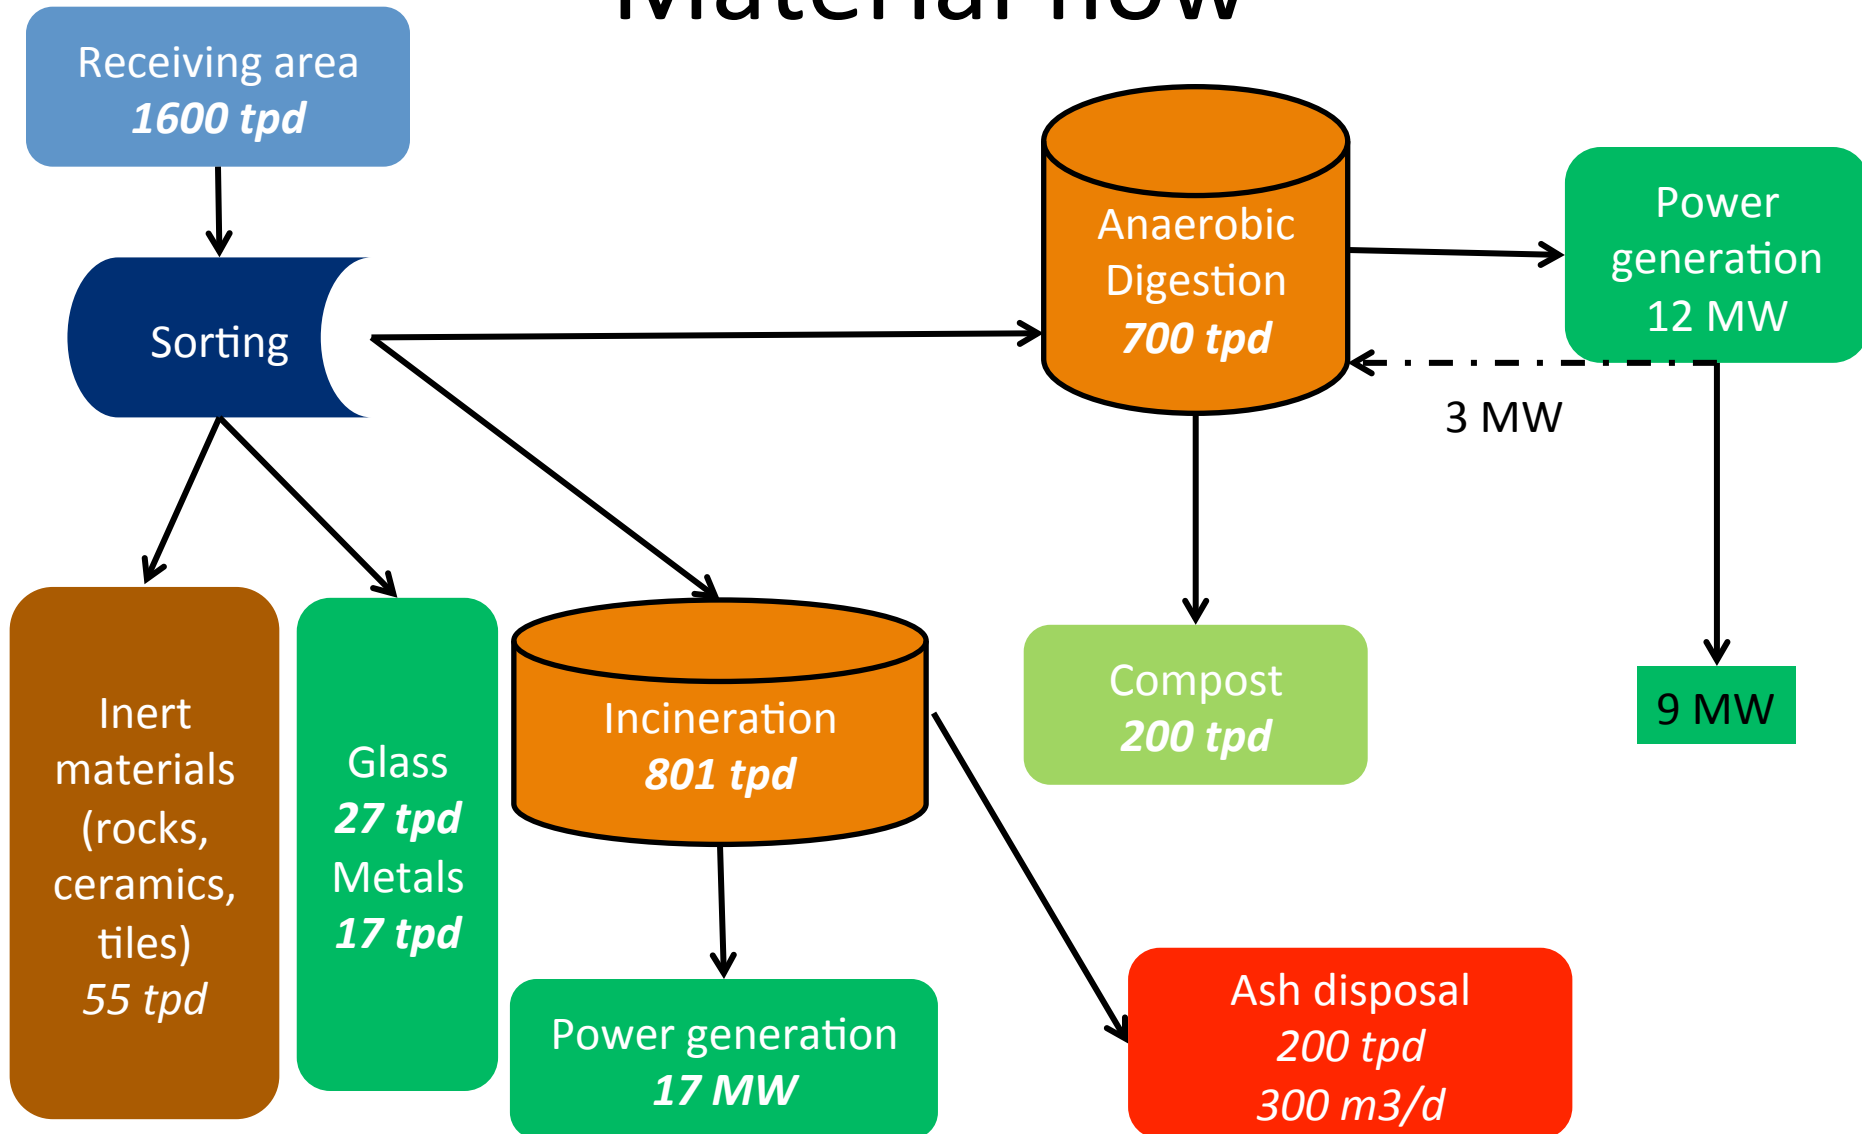 Material flow
Receiving area
1600 tpd
Sorting
Anaerobic
Digestion
700 tpd
Power
generation
12 MW
3 MW
9 MW
Compost
200 tpd
Inert
materials
(rocks,
ceramics,
tiles)
55 tpd
Glass
27 tpd
Metals
17 tpd
Incineration
801 tpd
Power generation
17 MW
Ash disposal
200 tpd
300 m3/d